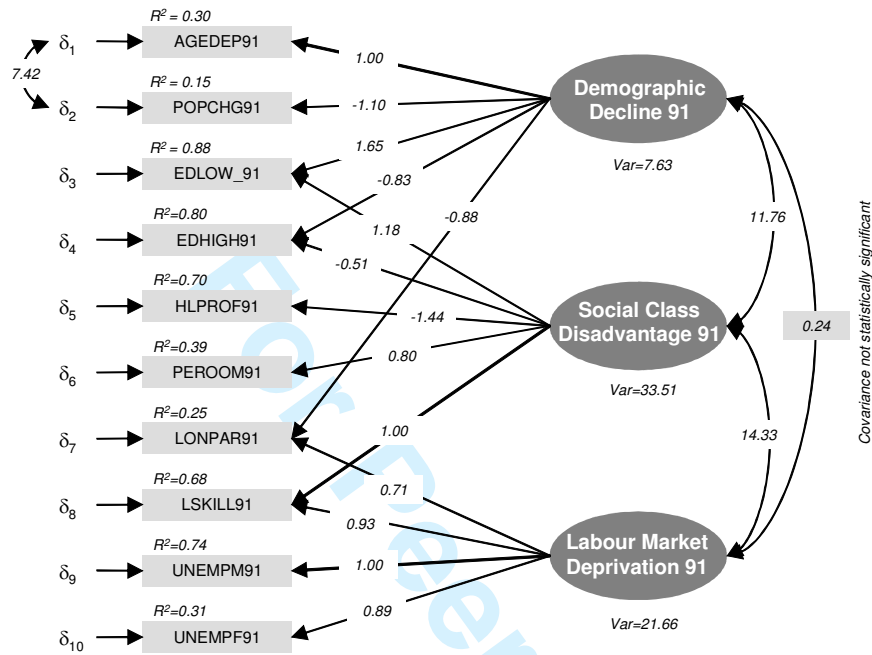 R² = 0.30
δ1
AGEDEP91
7.42
R² = 0.15
δ2
POPCHG91
R² = 0.88
δ3
EDLOW_91
R²=0.80
δ4
EDHIGH91
R²=0.70
δ5
HLPROF91
R²=0.39
δ6
PEROOM91
R²=0.25
δ7
LONPAR91
R²=0.68
δ8
LSKILL91
R²=0.74
δ9
UNEMPM91
R²=0.31
δ10
UNEMPF91
1.00
-1.10
1.65
-0.83
-0.88
1.18
-0.51
-1.44
0.80
1.00
0.71
0.93
1.00
0.89
Demographic
Decline 91
Var=7.63
Social Class
Disadvantage 91
Var=33.51
Labour Market
Deprivation 91
Var=21.66
11.76
0.24
14.33
Covariance not statistically significant
For Peer